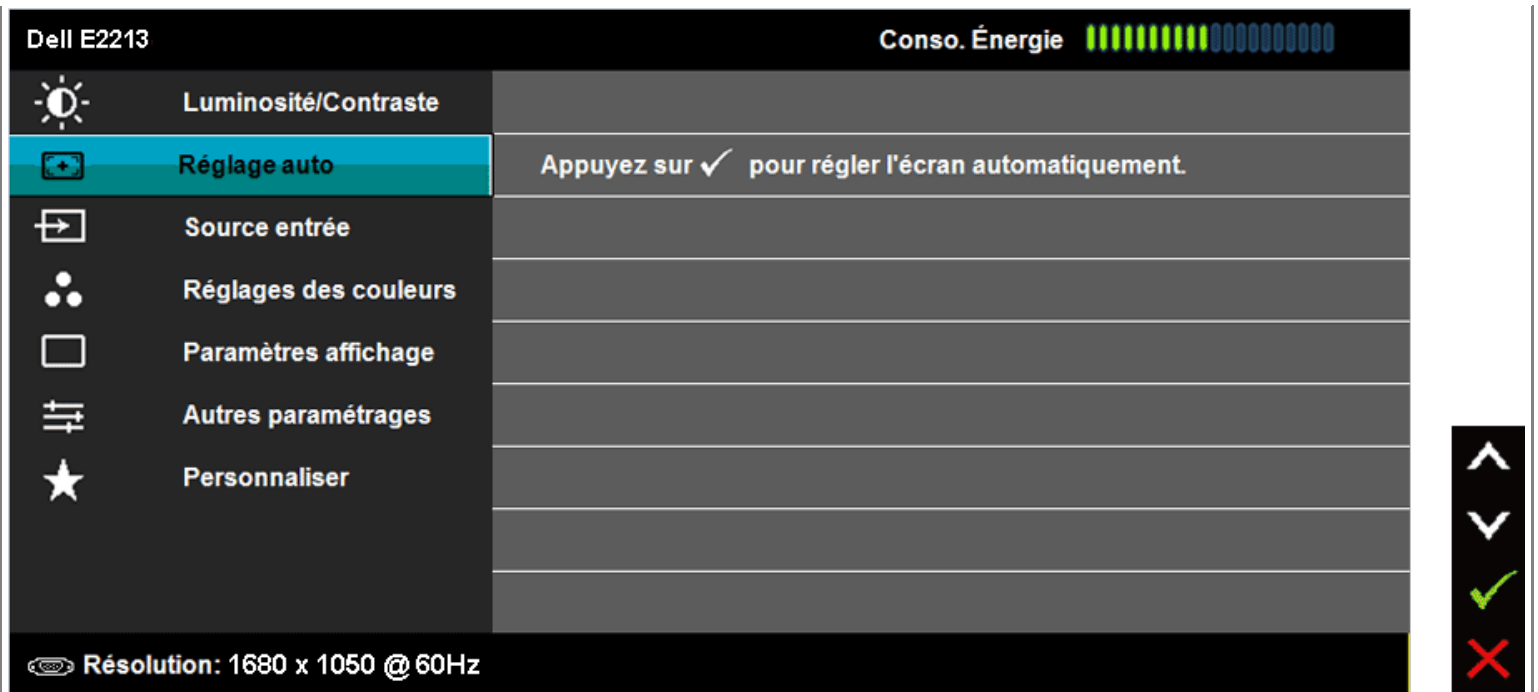 Dell E2213 Conso. Énergie
Luminosité/Contraste
Réglage auto Appuyez sur ✓ pour régler l'écran automatiquement.
Source entrée
Réglages des couleurs
Paramètres affichage
Autres paramétrages
Personnaliser
Résolution: 1680 x 1050 @ 60Hz